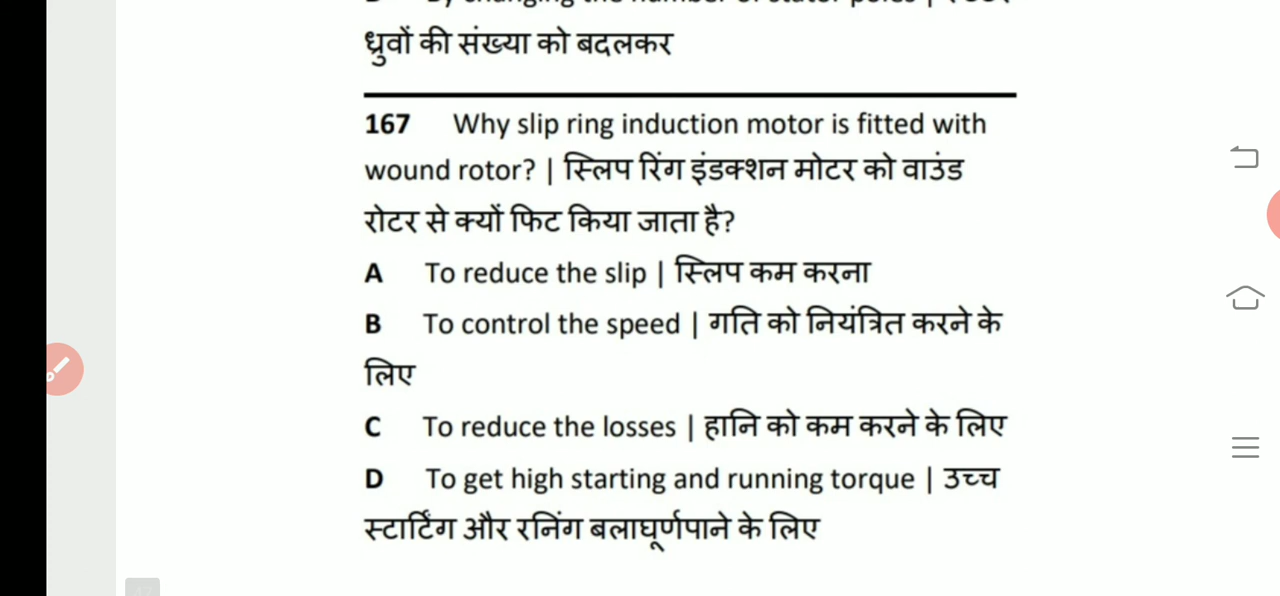 ध्रुवों की संख्या को बदलकर
167 Why slip ring induction motor is fitted with
wound rotor? | स्लिप रिंग इंडक्शन मोटर को वाउंड
रोटर से क्यों फिट किया जाता है?
A To reduce the slip | स्लिप कम करना
B To control the speed | गति को नियंत्रित करने के
लिए
C To reduce the losses | हानि को कम करने के लिए
D To get high starting and running torque | उच्च
स्टार्टिंग और रनिंग बलाघूर्णपाने के लिए